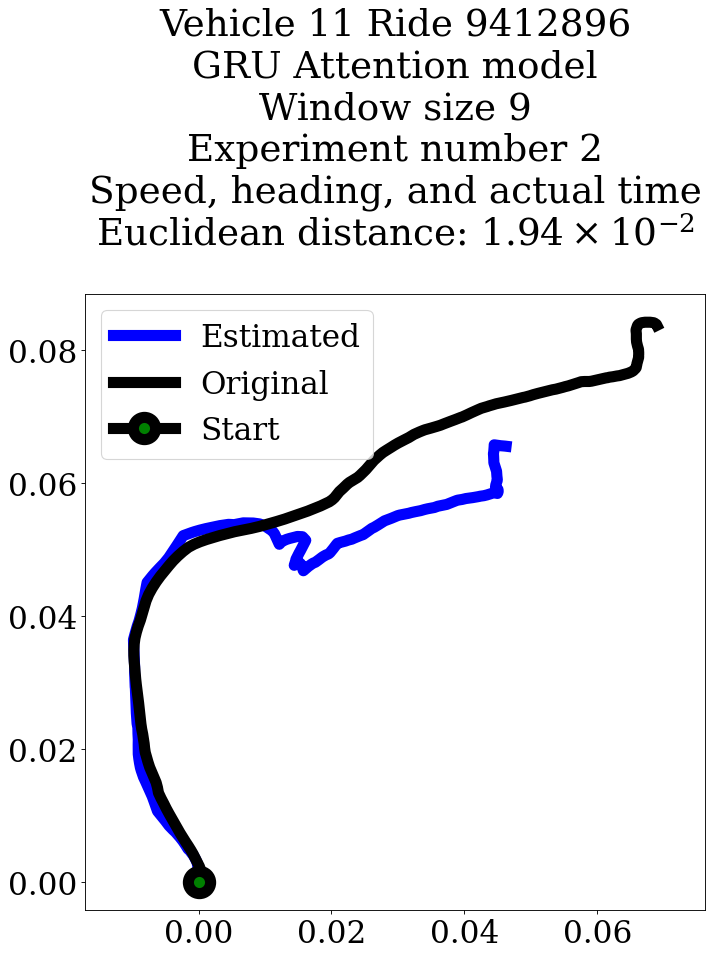 Vehicle 11 Ride 9412896
GRU Attention model
Window size 9
Experiment number 2
Speed, heading, and actual time
Euclidean distance: 1.94 × 10⁻²
Estimated
Original
Start
0.08
0.06
0.04
0.02
0.00
0.00 0.02 0.04 0.06